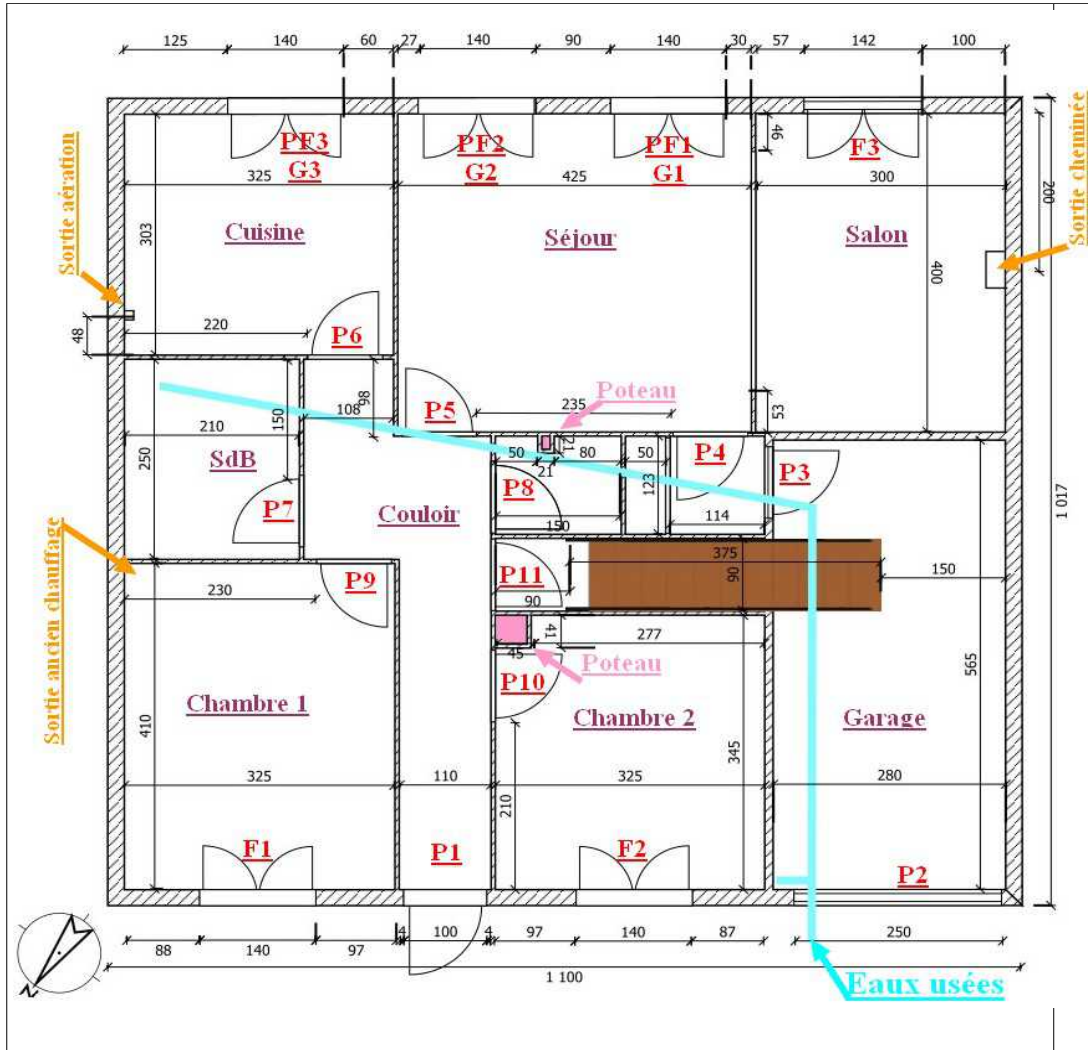 125 140 60 27 140 90 140 30 57 142 100
PF3 PF2 PF1 F3
G3 G2 G1
46
325 425 300
200
Sortie cheminée
Sortie aération
303
Cuisine Séjour Salon
400
48
220
P6
98
108
P5
235
Poteau
53
150
210
250
SdB
P7
50 21 80 50
21
P4
P3
P8
123
Couloir
150
114
1 017
Sortie ancien chauffage
375
150
P11
90
90
P9
230
41
277
45
Poteau
565
P10
Chambre 1
Chambre 2
Garage
410
345
325 110 325 280
210
F1 P1 F2 P2
88 140 97 4 100 4 97 140 87 250
1 100
N
Eaux usées